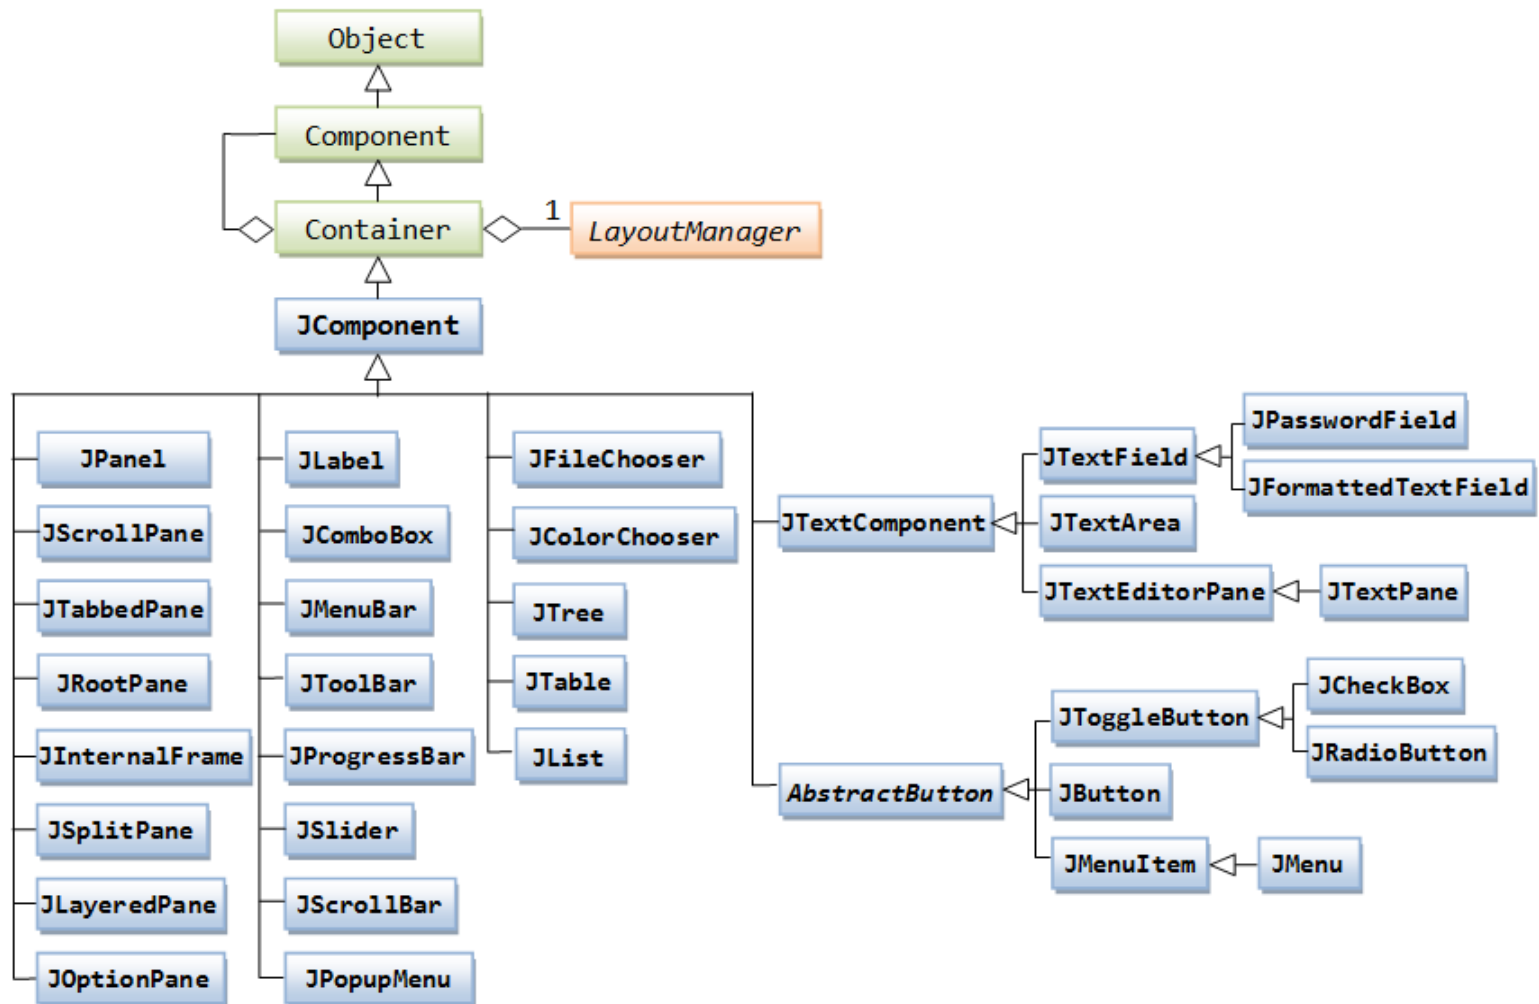 Object
Component
Container
1
LayoutManager
JComponent
JPanel
JScrollPane
JTabbedPane
JRootPane
JInternalFrame
JSplitPane
JLayeredPane
JOptionPane
JLabel
JComboBox
JMenuBar
JToolBar
JProgressBar
JSlider
JScrollBar
JPopupMenu
JFileChooser
JColorChooser
JTree
JTable
JList
JTextComponent
JTextField
JPasswordField
JFormattedTextField
JTextArea
JTextEditorPane
JTextPane
AbstractButton
JToggleButton
JCheckBox
JRadioButton
JButton
JMenuItem
JMenu